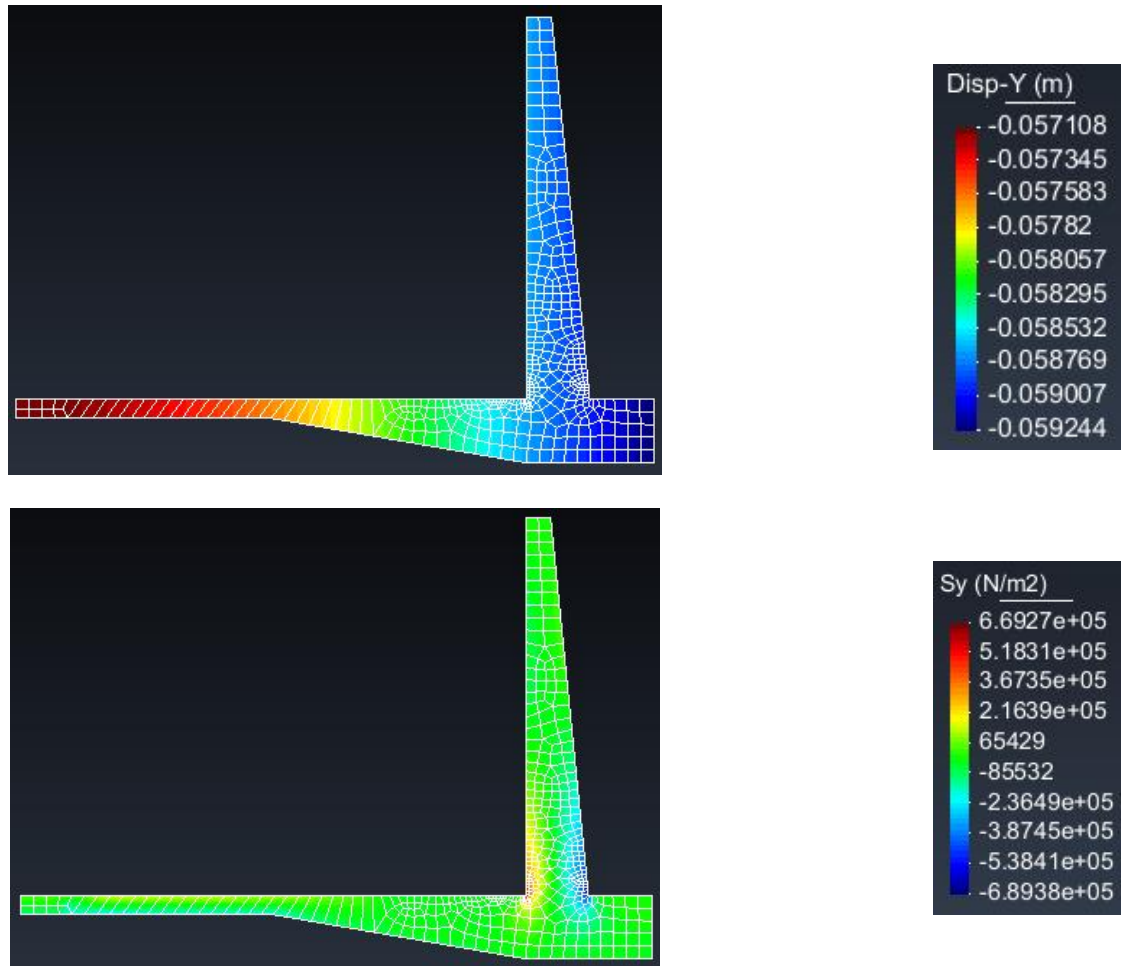 Disp-Y (m)
-0.057108
-0.057345
-0.057583
-0.05782
-0.058057
-0.058295
-0.058532
-0.058769
-0.059007
-0.059244
Sy (N/m2)
6.6927e+05
5.1831e+05
3.6735e+05
2.1639e+05
65429
-85532
-2.3649e+05
-3.8745e+05
-5.3841e+05
-6.8938e+05